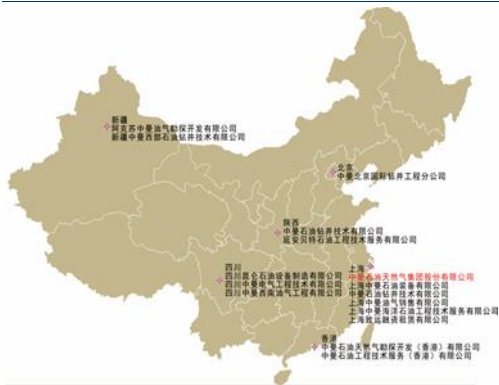 新疆
阿克苏中曼油气勘探开发有限公司
新疆中曼西部石油钻井技术有限公司
北京
中曼北京国际钻井工程分公司
陕西
中曼石油钻井技术有限公司
延安贝特石油工程技术服务有限公司
四川
四川昆仑石油设备制造有限公司
四川中曼电气工程技术有限公司
四川中曼西南油气工程有限公司
上海
中曼石油天然气集团股份有限公司
上海中曼石油装备有限公司
中曼石油钻井技术有限公司
上海中曼油气销售有限公司
上海中曼海洋石油工程技术服务有限公司
上海致远融资租赁有限公司
香港
中曼石油天然气勘探开发（香港）有限公司
中曼石油工程技术服务（香港）有限公司